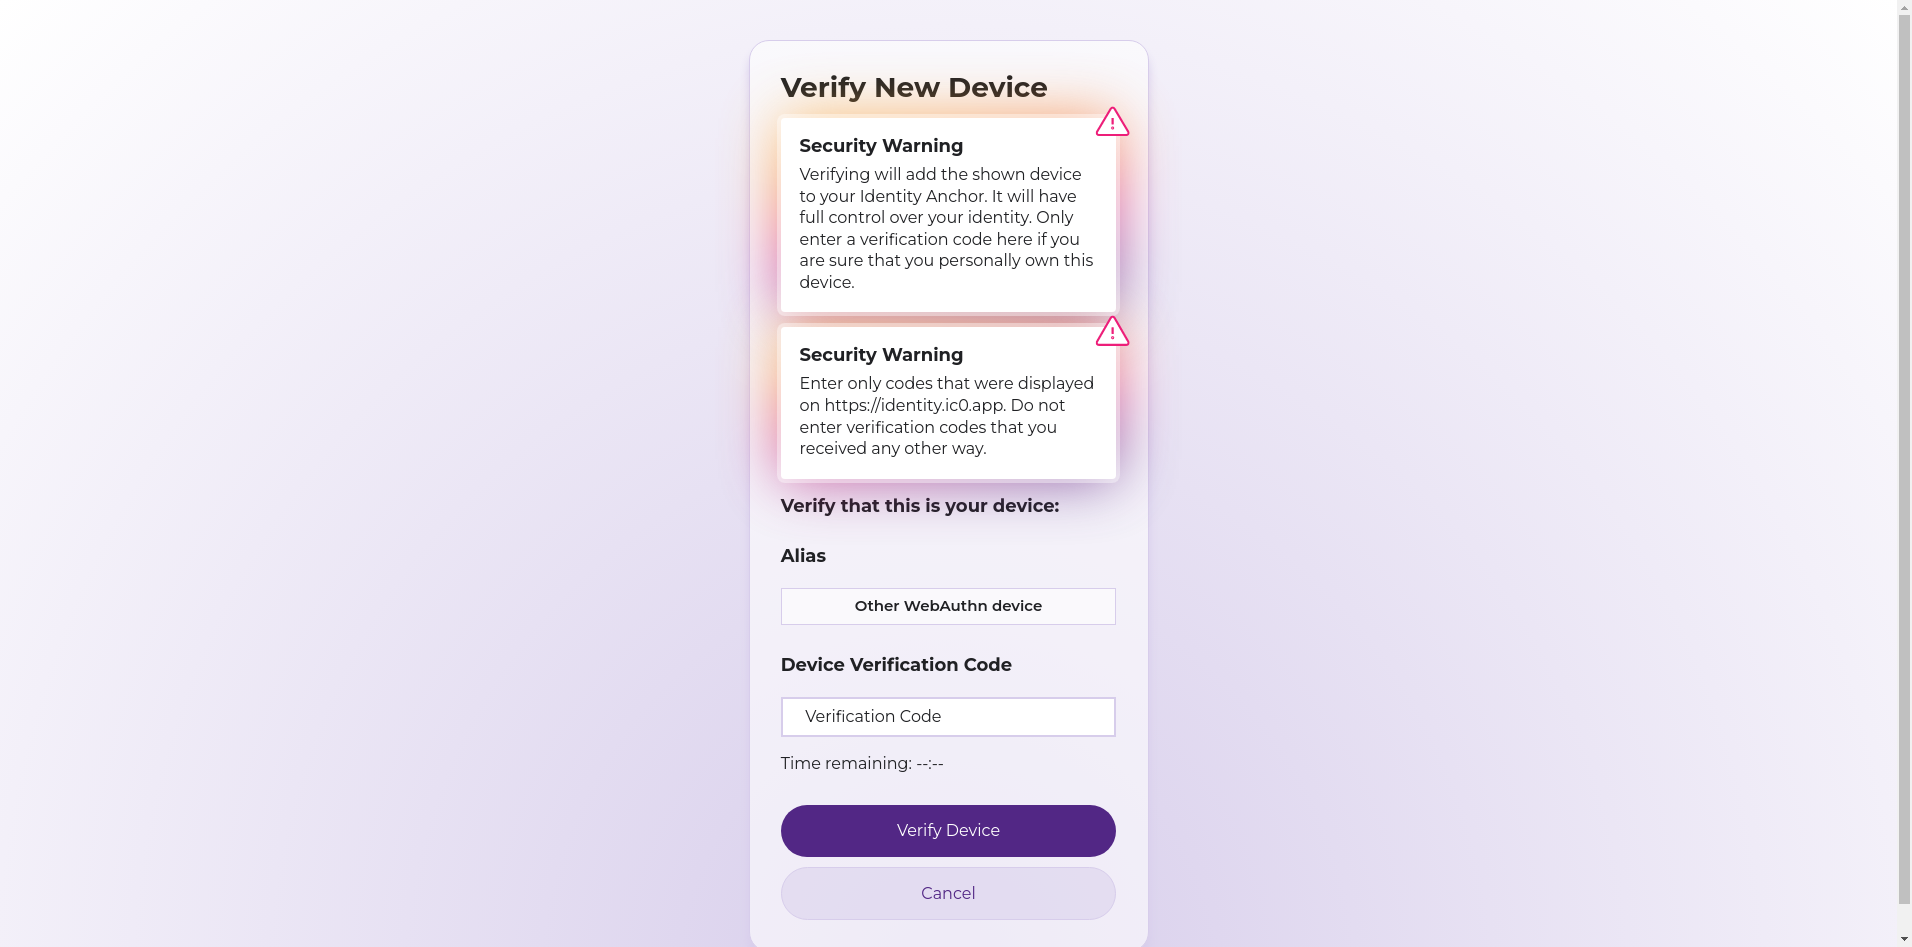 Verify New Device
Security Warning
Verifying will add the shown device
to your Identity Anchor. It will have
full control over your identity. Only
enter a verification code here if you
are sure that you personally own this
device.
Security Warning
Enter only codes that were displayed
on https://identity.ic0.app. Do not
enter verification codes that you
received any other way.
Verify that this is your device:
Alias
Other WebAuthn device
Device Verification Code
Verification Code
Time remaining: --:--
Verify Device
Cancel